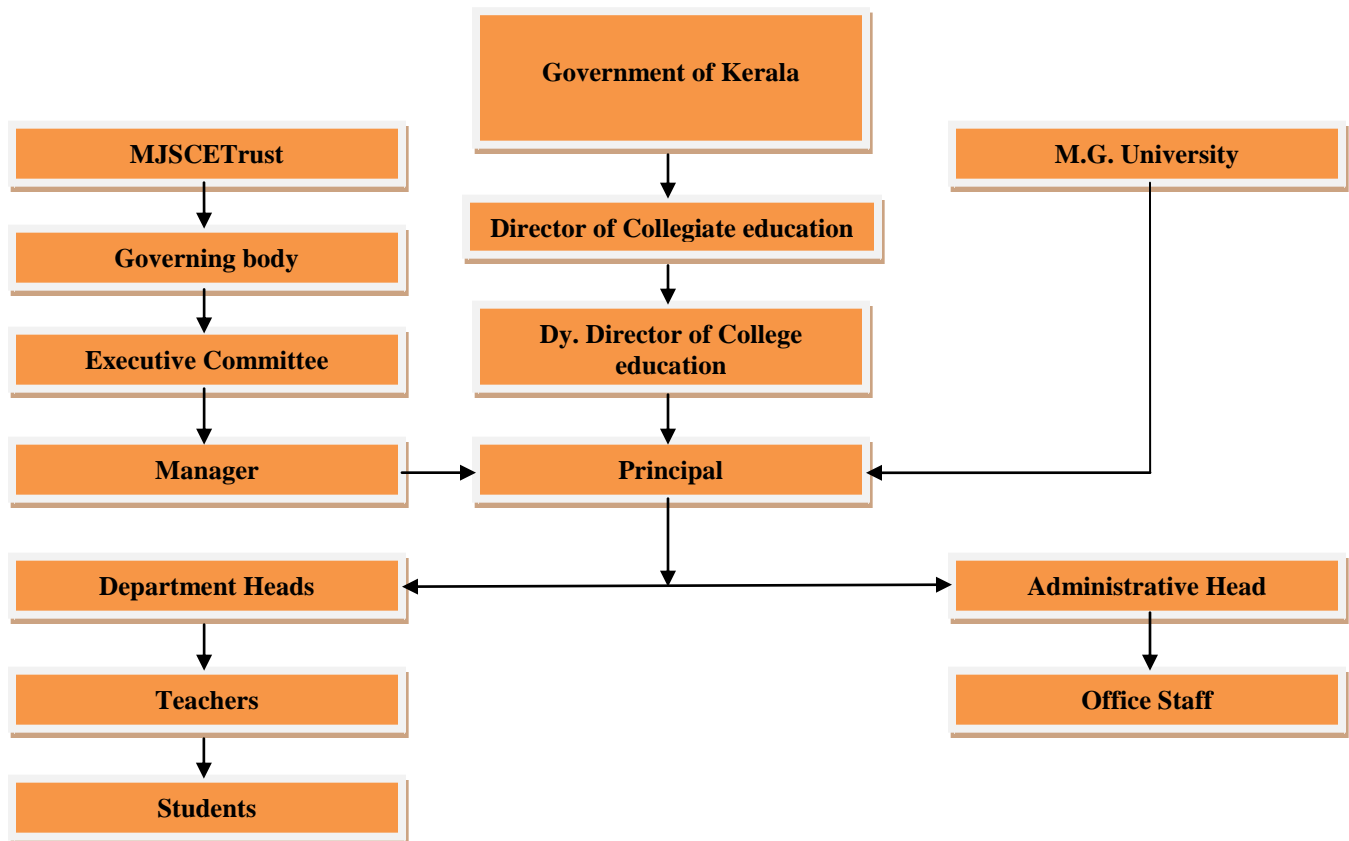 Government of Kerala
MJSCETrust
M.G. University
Director of Collegiate education
Governing body
Dy. Director of College
education
Executive Committee
Manager
Principal
Department Heads
Administrative Head
Teachers
Office Staff
Students